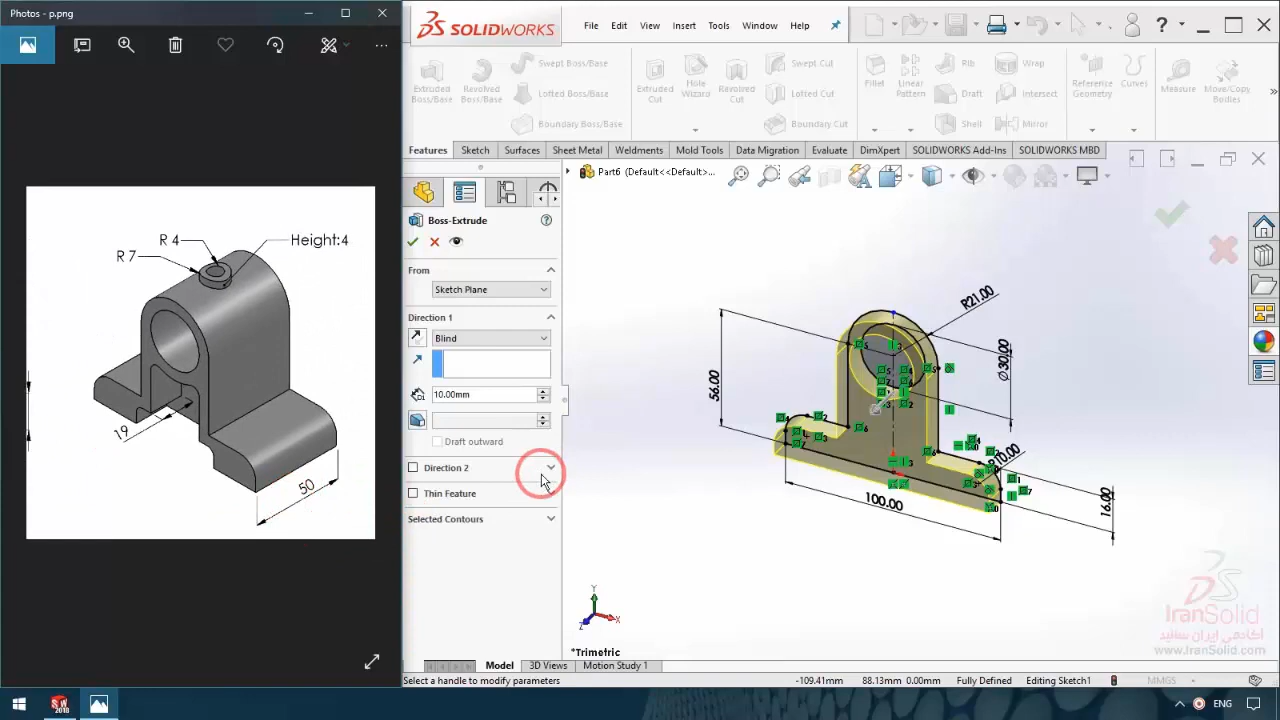 Photos - p.png
R 4
Height:4
R 7
19
50
SOLIDWORKS
File Edit View Insert Tools Window Help
Extruded Boss/Base
Revolved Boss/Base
Swept Boss/Base
Lofted Boss/Base
Boundary Boss/Base
Extruded Cut
Hole Wizard
Revolved Cut
Swept Cut
Lofted Cut
Boundary Cut
Fillet
Linear Pattern
Rib
Draft
Shell
Wrap
Intersect
Mirror
Reference Geometry
Curves
Measure
Move/Copy Bodies
Features Sketch Surfaces Sheet Metal Weldments Mold Tools Data Migration Evaluate DimXpert SOLIDWORKS Add-Ins SOLIDWORKS MBD
Part6 (Default<<Default>...
Boss-Extrude
From
Sketch Plane
Direction 1
Blind
10.00mm
Draft outward
Direction 2
Thin Feature
Selected Contours
R21.00
Ø30.00
56.00
R10.00
100.00
16.00
Y
X
Z
*Trimetric
IranSolid
آکادمی ایران سالید
www.IranSolid.com
Model 3D Views Motion Study 1
Select a handle to modify parameters
-109.41mm 88.13mm 0.00mm Fully Defined Editing Sketch1 MMGS
SW 2018
ENG